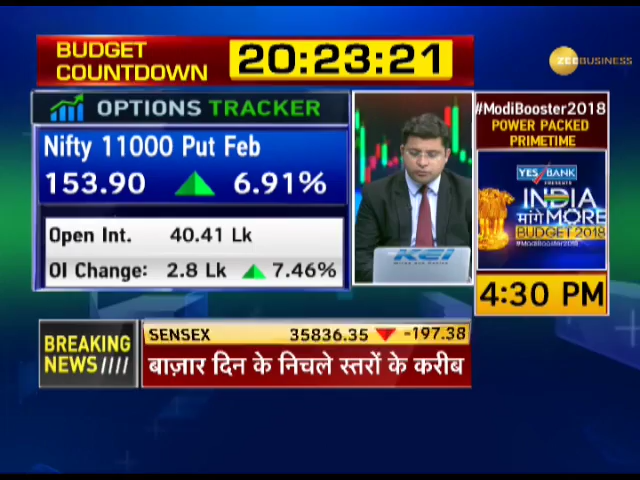 BUDGET
COUNTDOWN
20:23:21
ZEE BUSINESS
OPTIONS TRACKER
Nifty 11000 Put Feb
153.90 6.91%
Open Int. 40.41 Lk
OI Change: 2.8 Lk 7.46%
KEI
#ModiBooster2018
POWER PACKED
PRIMETIME
YES BANK
PRESENTS
INDIA
मांगे MORE
BUDGET 2018
#ModiBooster2018
4:30 PM
BREAKING
NEWS
SENSEX 35836.35 -197.38
बाज़ार दिन के निचले स्तरों के करीब